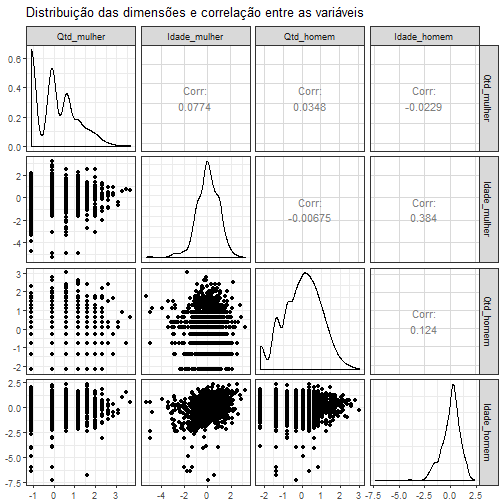 Distribuição das dimensões e correlação entre as variáveis
Qtd_mulher Idade_mulher Qtd_homem Idade_homem
0.6
0.4
0.2
0.0
Corr:
0.0774
Corr:
0.0348
Corr:
-0.0229
Qtd_mulher
2
0
-2
-4
Corr:
-0.00675
Corr:
0.384
Idade_mulher
3
2
1
0
-1
-2
Corr:
0.124
Qtd_homem
2.5
0.0
-2.5
-5.0
-7.5
Idade_homem
-1 0 1 2 3
-4 -2 0 2
-2 -1 0 1 2 3
-7.5 -5.0 -2.5 0.0 2.5